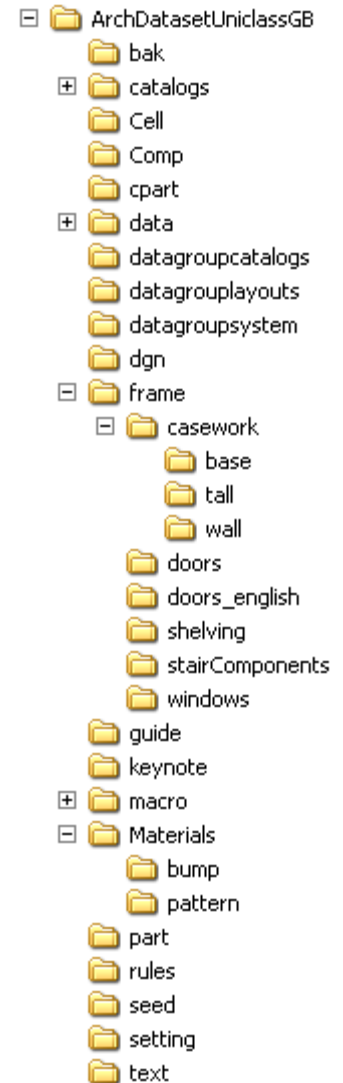 ArchDatasetUniclassGB
bak
catalogs
Cell
Comp
cpart
data
datagroupcatalogs
datagrouplayouts
datagroupsystem
dgn
frame
casework
base
tall
wall
doors
doors_english
shelving
stairComponents
windows
guide
keynote
macro
Materials
bump
pattern
part
rules
seed
setting
text